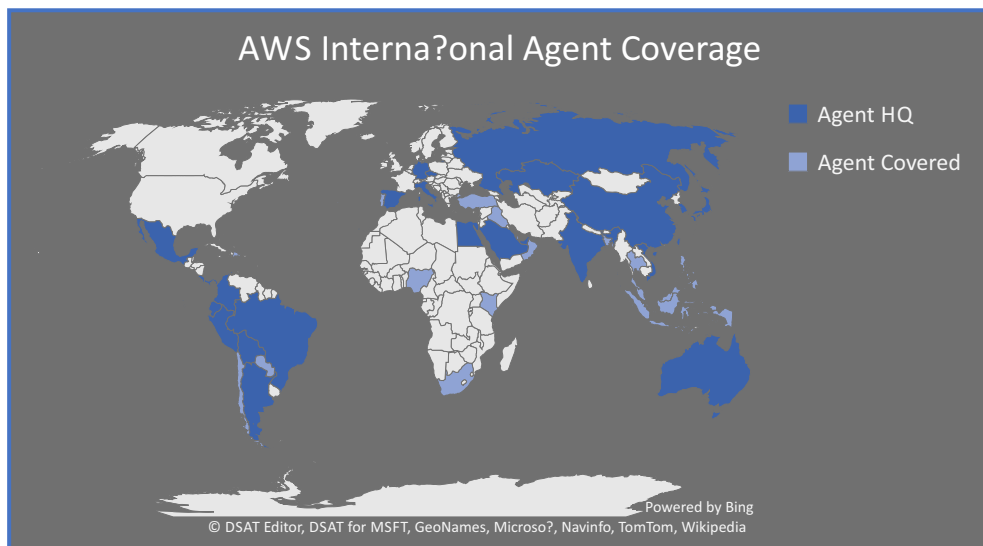 AWS Interna?onal Agent Coverage
Agent HQ
Agent Covered
Powered by Bing
© DSAT Editor, DSAT for MSFT, GeoNames, Microso?, Navinfo, TomTom, Wikipedia